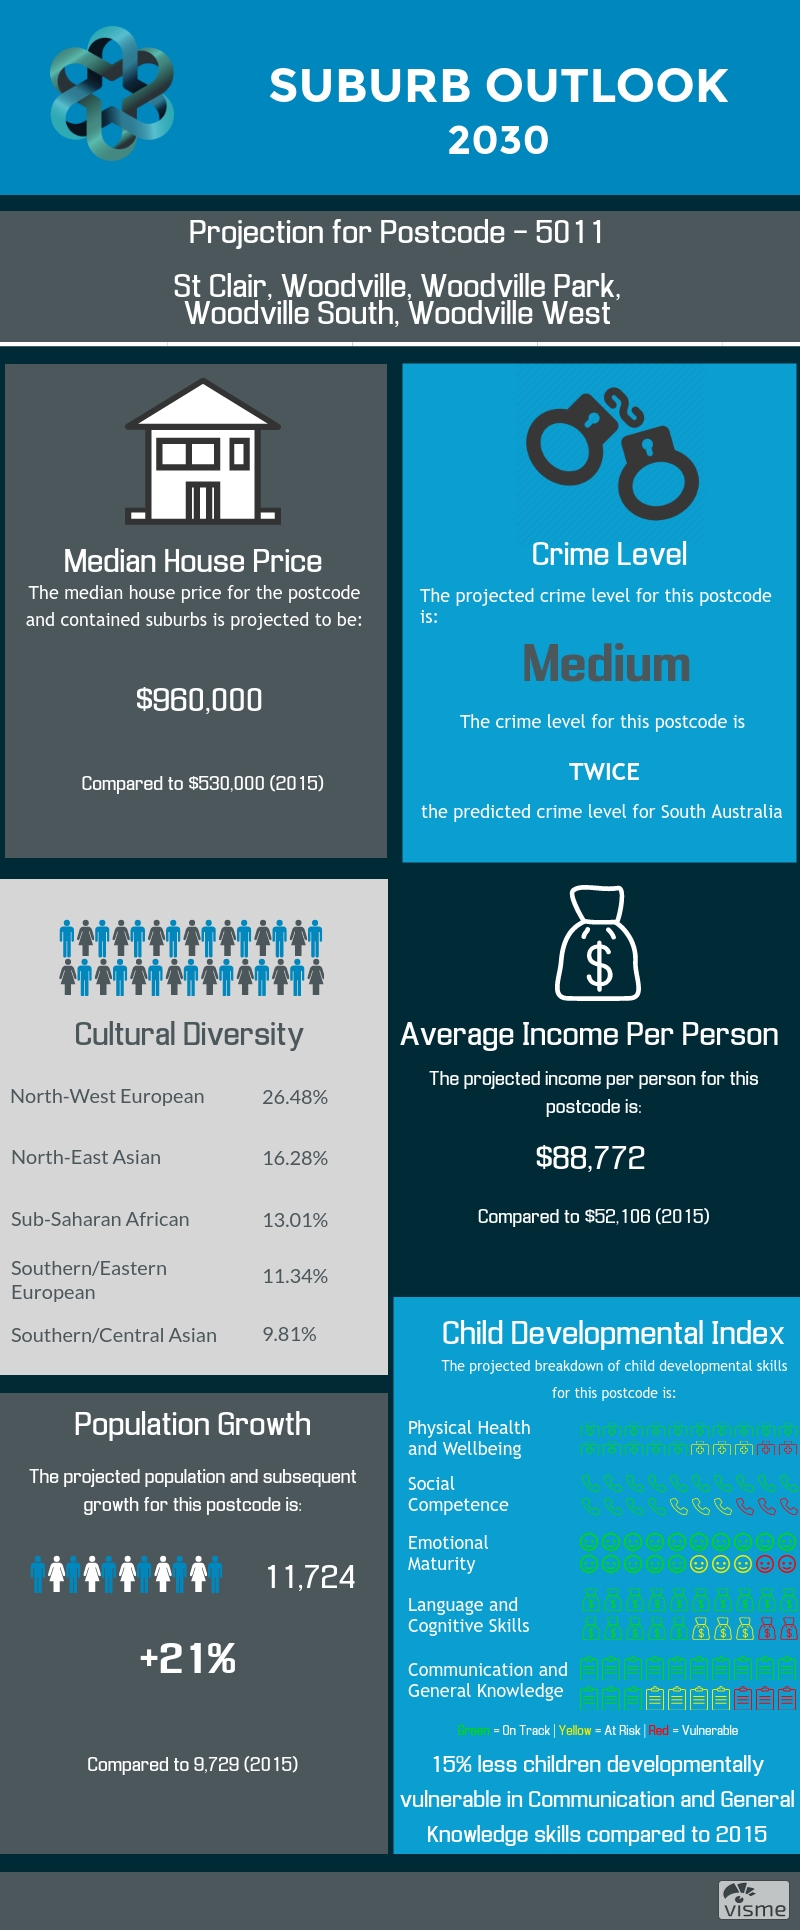 SUBURB OUTLOOK
2030
Projection for Postcode - 5011
St Clair, Woodville, Woodville Park,
Woodville South, Woodville West
Median House Price
The median house price for the postcode
and contained suburbs is projected to be:
$960,000
Compared to $530,000 (2015)
Crime Level
The projected crime level for this postcode
is:
Medium
The crime level for this postcode is
TWICE
the predicted crime level for South Australia
Cultural Diversity
North-West European 26.48%
North-East Asian 16.28%
Sub-Saharan African 13.01%
Southern/Eastern
European 11.34%
Southern/Central Asian 9.81%
$
Average Income Per Person
The projected income per person for this
postcode is:
$88,772
Compared to $52,106 (2015)
Population Growth
The projected population and subsequent
growth for this postcode is:
11,724
+21%
Compared to 9,729 (2015)
Child Developmental Index
The projected breakdown of child developmental skills
for this postcode is:
Physical Health
and Wellbeing
Social
Competence
Emotional
Maturity
Language and
Cognitive Skills
Communication and
General Knowledge
Green = On Track | Yellow = At Risk | Red = Vulnerable
15% less children developmentally
vulnerable in Communication and General
Knowledge skills compared to 2015
visme